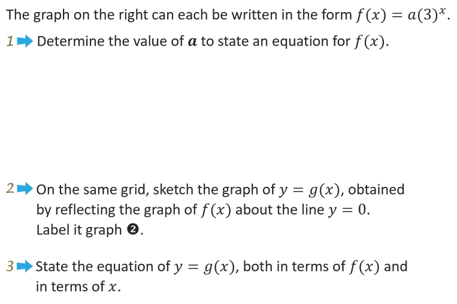 The graph on the right can each be written in the form f(x) = a(3)ˣ.
1➡ Determine the value of a to state an equation for f(x).
2➡ On the same grid, sketch the graph of y = g(x), obtained
by reflecting the graph of f(x) about the line y = 0.
Label it graph ❷.
3➡ State the equation of y = g(x), both in terms of f(x) and
in terms of x.